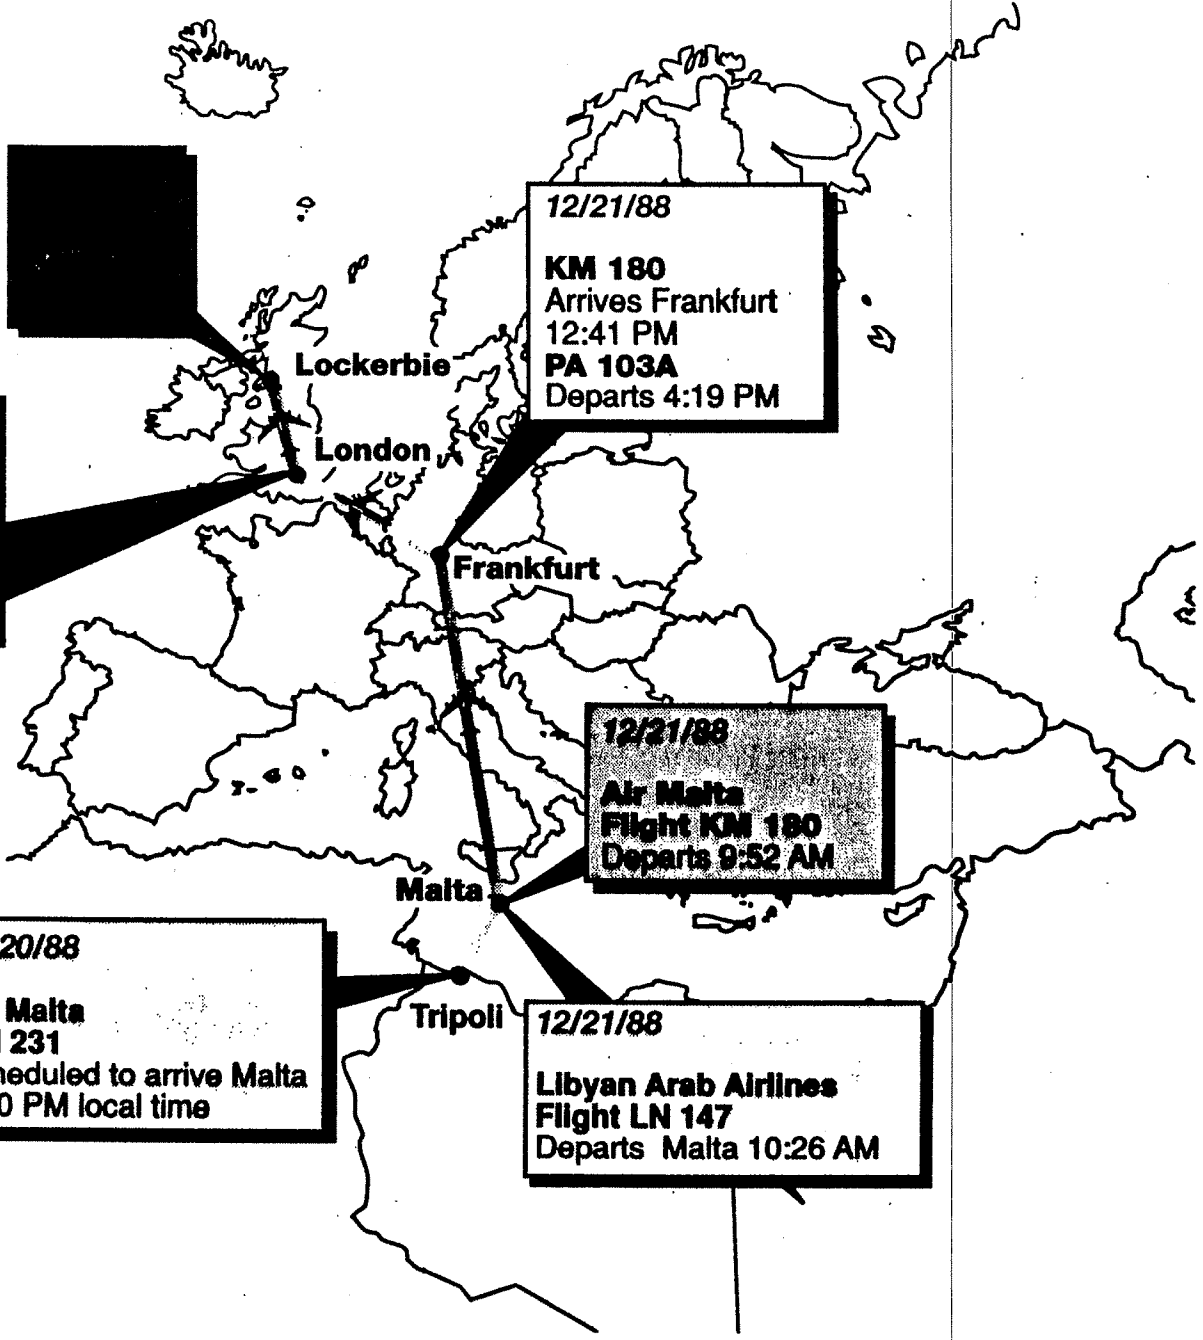 12/21/88
KM 180
Arrives Frankfurt
12:41 PM
PA 103A
Departs 4:19 PM
Lockerbie
London
Frankfurt
12/21/88
Air Malta
Flight KM 180
Departs 9:52 AM
Malta
20/88
Malta
231
heduled to arrive Malta
0 PM local time
Tripoli
12/21/88
Libyan Arab Airlines
Flight LN 147
Departs Malta 10:26 AM